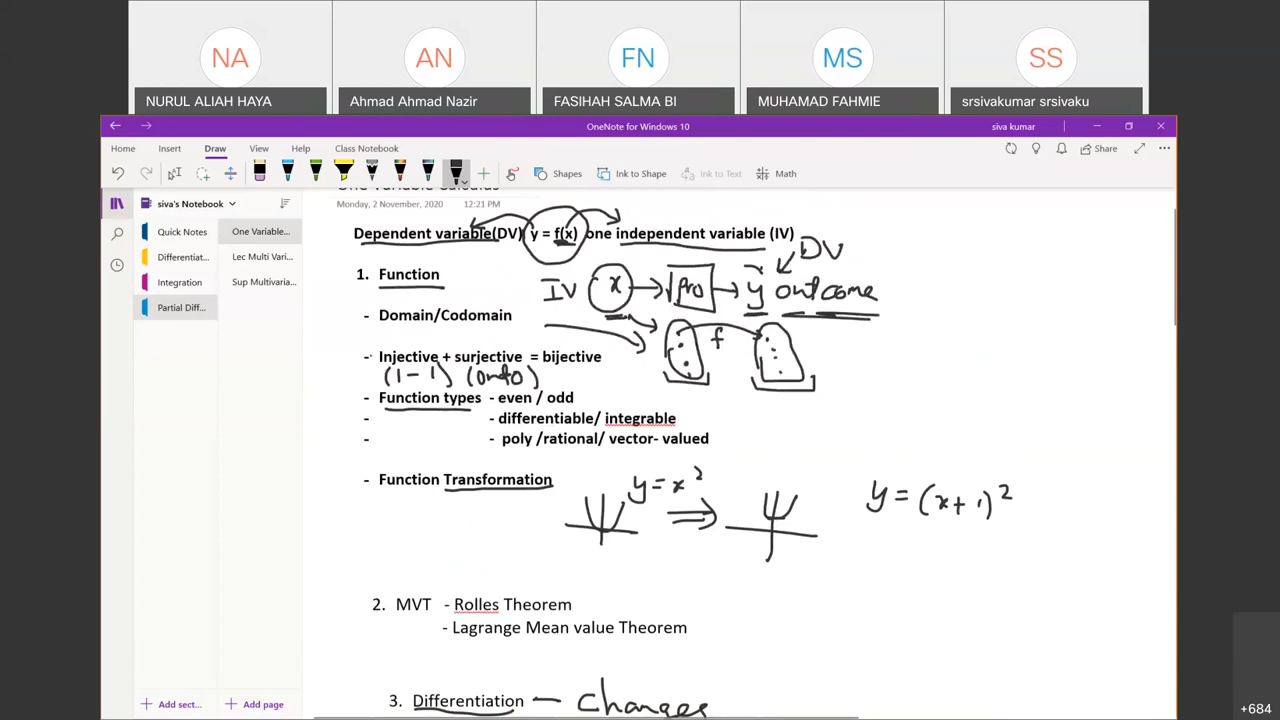 NA AN FN MS SS
NURUL ALIAH HAYA Ahmad Ahmad Nazir FASIHAH SALMA BI MUHAMAD FAHMIE srsivakumar srsivaku
OneNote for Windows 10 siva kumar
Home Insert Draw View Help Class Notebook Share
Shapes Ink to Shape Ink to Text Math
siva's Notebook
Quick Notes
Differentiat...
Integration
Partial Diff...
One Variable...
Lec Multi Vari...
Sup Multivaria...
Add sect...
Add page
One Variable Calculus
Monday, 2 November, 2020 12:21 PM
Dependent variable(DV) y = f(x) one independent variable (IV)
DV
1. Function
IV x → pro → y outcome
- Domain/Codomain
f
- Injective + surjective = bijective
(1-1) (onto)
- Function types - even / odd
- - differentiable/ integrable
- - poly /rational/ vector- valued
- Function Transformation
y = x²
y = (x+1)²
2. MVT - Rolles Theorem
- Lagrange Mean value Theorem
3. Differentiation — Changes
+684